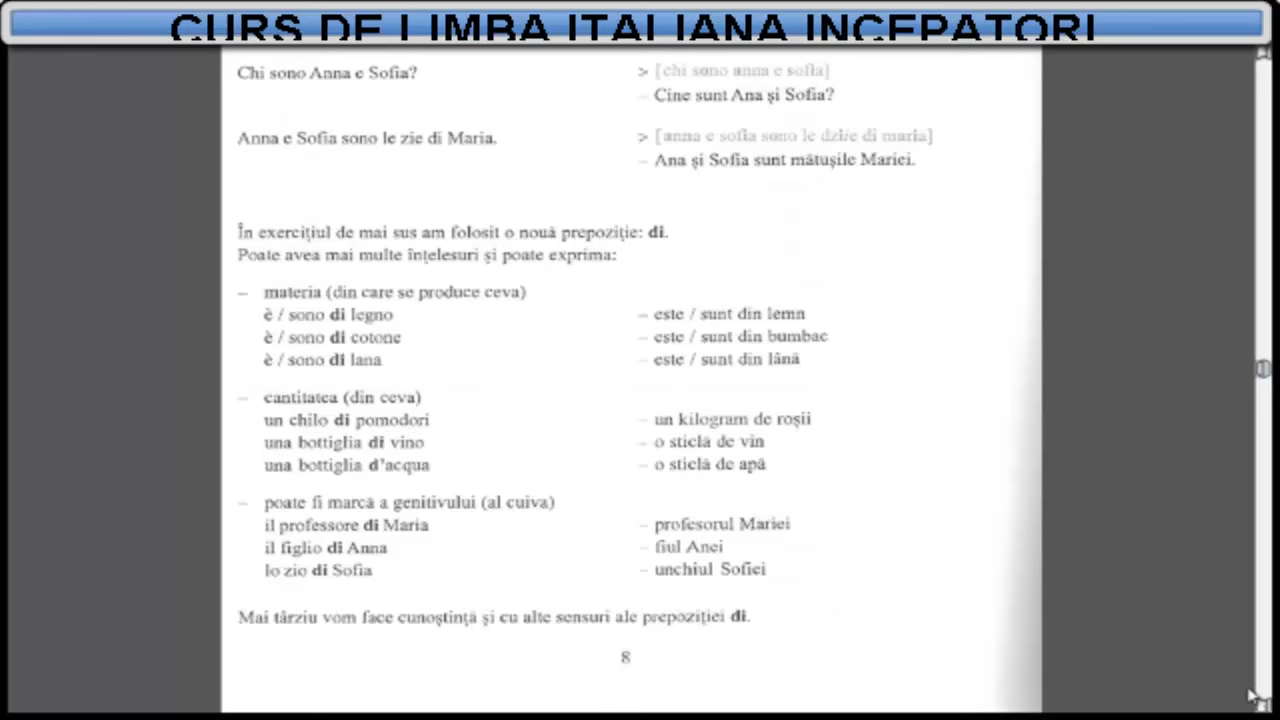 CURS DE LIMBA ITALIANA INCEPATORI
Chi sono Anna e Sofia?
> [chi sono anna e sofia]
– Cine sunt Ana și Sofia?
Anna e Sofia sono le zie di Maria.
> [anna e sofia sono le dzie di maria]
– Ana și Sofia sunt mătușile Mariei.
În exercițiul de mai sus am folosit o nouă prepoziție: di.
Poate avea mai multe înțelesuri și poate exprima:
– materia (din care se produce ceva)
è / sono di legno – este / sunt din lemn
è / sono di cotone – este / sunt din bumbac
è / sono di lana – este / sunt din lână
– cantitatea (din ceva)
un chilo di pomodori – un kilogram de roșii
una bottiglia di vino – o sticlă de vin
una bottiglia d'acqua – o sticlă de apă
– poate fi marcă a genitivului (al cuiva)
il professore di Maria – profesorul Mariei
il figlio di Anna – fiul Anei
lo zio di Sofia – unchiul Sofiei
Mai târziu vom face cunoștință și cu alte sensuri ale prepoziției di.
8